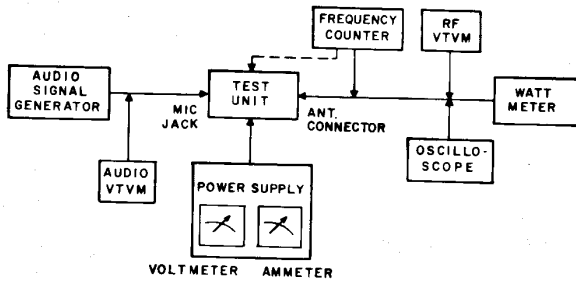 FREQUENCY
COUNTER
RF
VTVM
AUDIO
SIGNAL
GENERATOR
TEST
UNIT
WATT
METER
MIC
JACK
ANT.
CONNECTOR
OSCILLO-
SCOPE
AUDIO
VTVM
POWER SUPPLY
VOLTMETER AMMETER